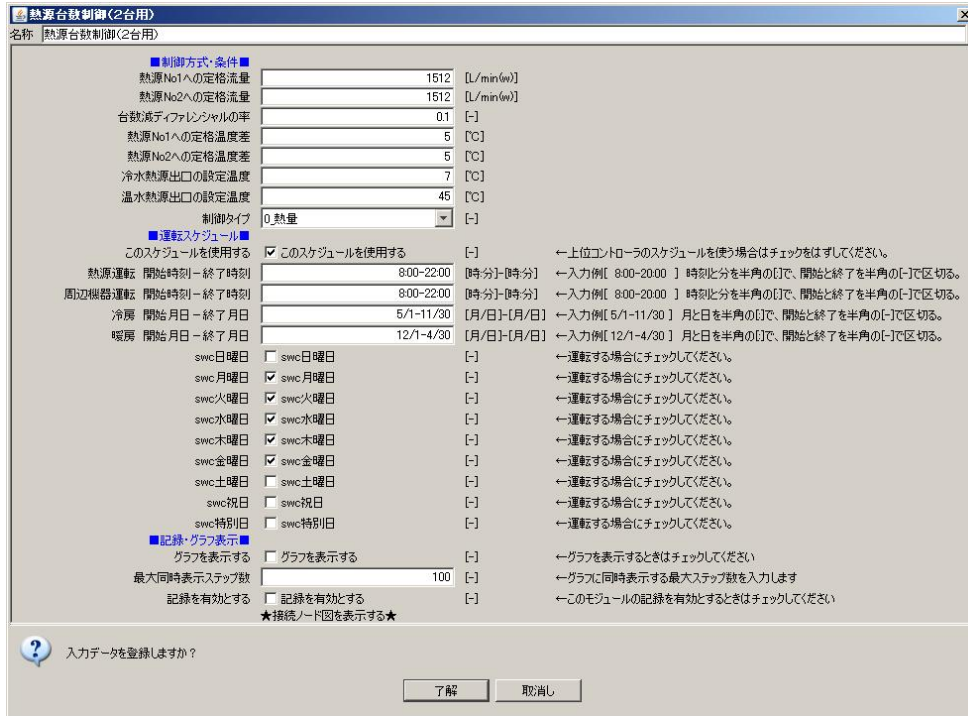 熱源台数制御(2台用)
名称 熱源台数制御(2台用)
■制御方式・条件■
熱源No1への定格流量 1512 [L/min(w)]
熱源No2への定格流量 1512 [L/min(w)]
台数減ディファレンシャルの率 0.1 [-]
熱源No1への定格温度差 5 [℃]
熱源No2への定格温度差 5 [℃]
冷水熱源出口の設定温度 7 [℃]
温水熱源出口の設定温度 45 [℃]
制御タイプ 0_熱量 [-]
■運転スケジュール■
このスケジュールを使用する このスケジュールを使用する [-] ←上位コントローラのスケジュールを使う場合はチェックをはずしてください。
熱源運転 開始時刻-終了時刻 8:00-22:00 [時:分]-[時:分] ←入力例[ 8:00-20:00 ] 時刻と分を半角の[:]で、開始と終了を半角の[-]で区切る。
周辺機器運転 開始時刻-終了時刻 8:00-22:00 [時:分]-[時:分] ←入力例[ 8:00-20:00 ] 時刻と分を半角の[:]で、開始と終了を半角の[-]で区切る。
冷房 開始月日-終了月日 5/1-11/30 [月/日]-[月/日] ←入力例[ 5/1-11/30 ] 月と日を半角の[:]で、開始と終了を半角の[-]で区切る。
暖房 開始月日-終了月日 12/1-4/30 [月/日]-[月/日] ←入力例[ 12/1-4/30 ] 月と日を半角の[:]で、開始と終了を半角の[-]で区切る。
swc日曜日 swc日曜日 [-] ←運転する場合にチェックしてください。
swc月曜日 swc月曜日 [-] ←運転する場合にチェックしてください。
swc火曜日 swc火曜日 [-] ←運転する場合にチェックしてください。
swc水曜日 swc水曜日 [-] ←運転する場合にチェックしてください。
swc木曜日 swc木曜日 [-] ←運転する場合にチェックしてください。
swc金曜日 swc金曜日 [-] ←運転する場合にチェックしてください。
swc土曜日 swc土曜日 [-] ←運転する場合にチェックしてください。
swc祝日 swc祝日 [-] ←運転する場合にチェックしてください。
swc特別日 swc特別日 [-] ←運転する場合にチェックしてください。
■記録・グラフ表示■
グラフを表示する グラフを表示する [-] ←グラフを表示するときはチェックしてください
最大同時表示ステップ数 100 [-] ←グラフに同時表示する最大ステップ数を入力します
記録を有効とする 記録を有効とする [-] ←このモジュールの記録を有効とするときはチェックしてください
★接続ノード図を表示する★
入力データを登録しますか?
了解 取消し